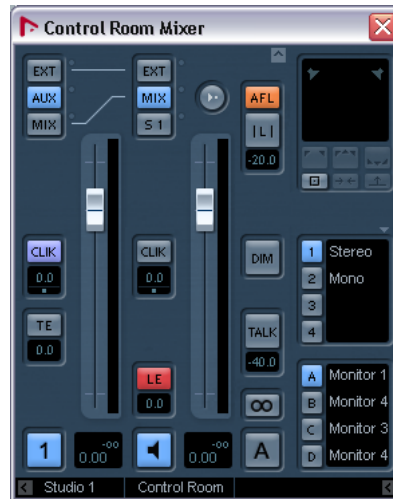 Control Room Mixer
EXT EXT
AUX MIX AFL
MIX S 1 |L|
-20.0
CLIK CLIK DIM 1 Stereo
0.0 0.0 2 Mono
3
TE TALK 4
0.0 -40.0
LE A Monitor 1
0.0 ∞ B Monitor 4
C Monitor 3
1 0.00 -∞ 0.00 -∞ A D Monitor 4
Studio 1 Control Room